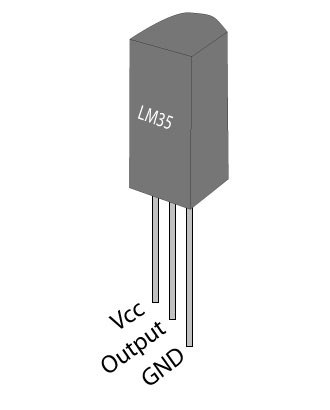 LM35
Vcc
Output
GND